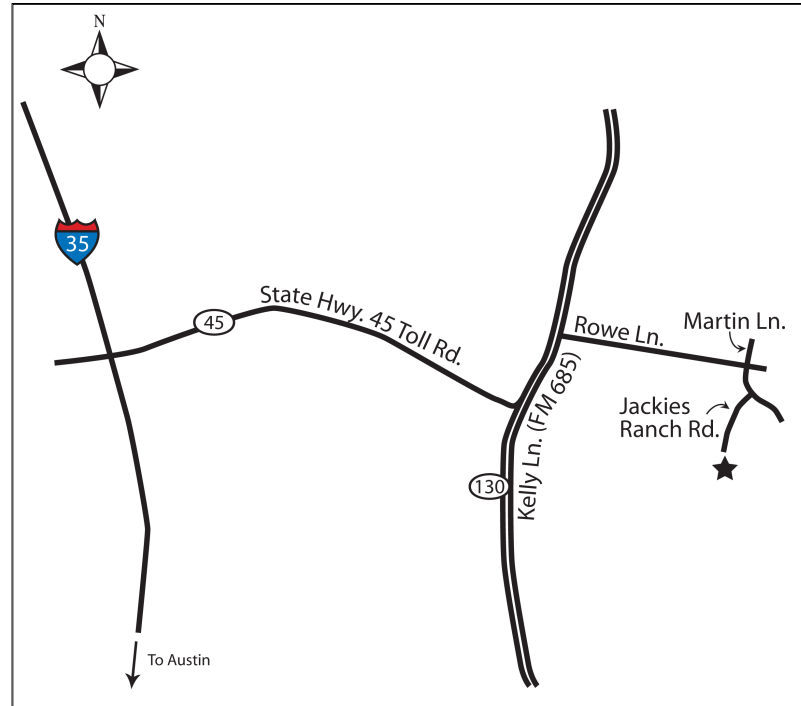 N
35
45
State Hwy. 45 Toll Rd.
Rowe Ln.
Martin Ln.
Jackies
Ranch Rd.
Kelly Ln. (FM 685)
130
To Austin